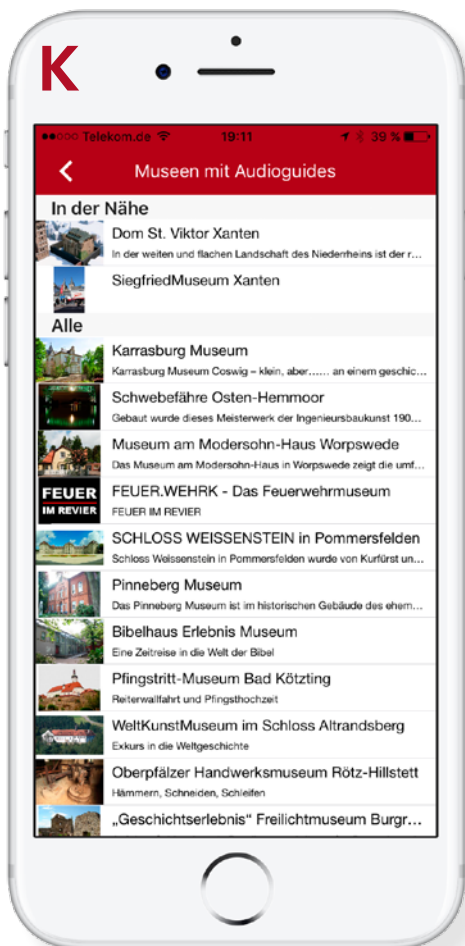 K
Telekom.de 19:11 39 %
Museen mit Audioguides
In der Nähe
Dom St. Viktor Xanten
In der weiten und flachen Landschaft des Niederrheins ist der r...
SiegfriedMuseum Xanten
Alle
Karrasburg Museum
Karrasburg Museum Coswig – klein, aber...... an einem geschic...
Schwebefähre Osten-Hemmoor
Gebaut wurde dieses Meisterwerk der Ingenieursbaukunst 190...
Museum am Modersohn-Haus Worpswede
Das Museum am Modersohn-Haus in Worpswede zeigt die umf...
FEUER
IM REVIER
FEUER.WEHRK - Das Feuerwehrmuseum
FEUER IM REVIER
SCHLOSS WEISSENSTEIN in Pommersfelden
Schloss Weissenstein in Pommersfelden wurde von Kurfürst un...
Pinneberg Museum
Das Pinneberg Museum ist im historischen Gebäude des ehem...
Bibelhaus Erlebnis Museum
Eine Zeitreise in die Welt der Bibel
Pfingstritt-Museum Bad Kötzting
Reiterwallfahrt und Pfingsthochzeit
WeltKunstMuseum im Schloss Altrandsberg
Exkurs in die Weltgeschichte
Oberpfälzer Handwerksmuseum Rötz-Hillstett
Hämmern, Schneiden, Schleifen
„Geschichtserlebnis“ Freilichtmuseum Burgr...